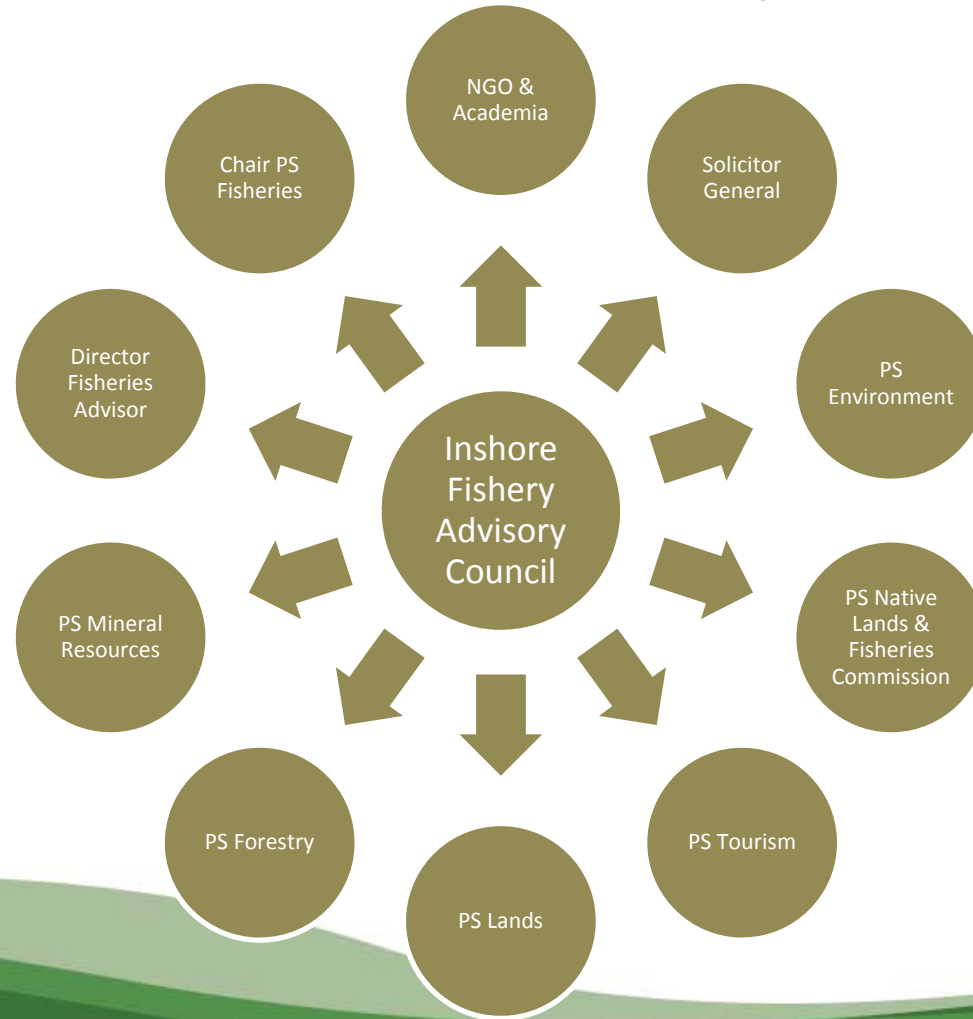 NGO &
Academia
Solicitor
General
PS
Environment
PS Native
Lands &
Fisheries
Commission
PS Tourism
PS Lands
PS Forestry
PS Mineral
Resources
Director
Fisheries
Advisor
Chair PS
Fisheries
Inshore
Fishery
Advisory
Council